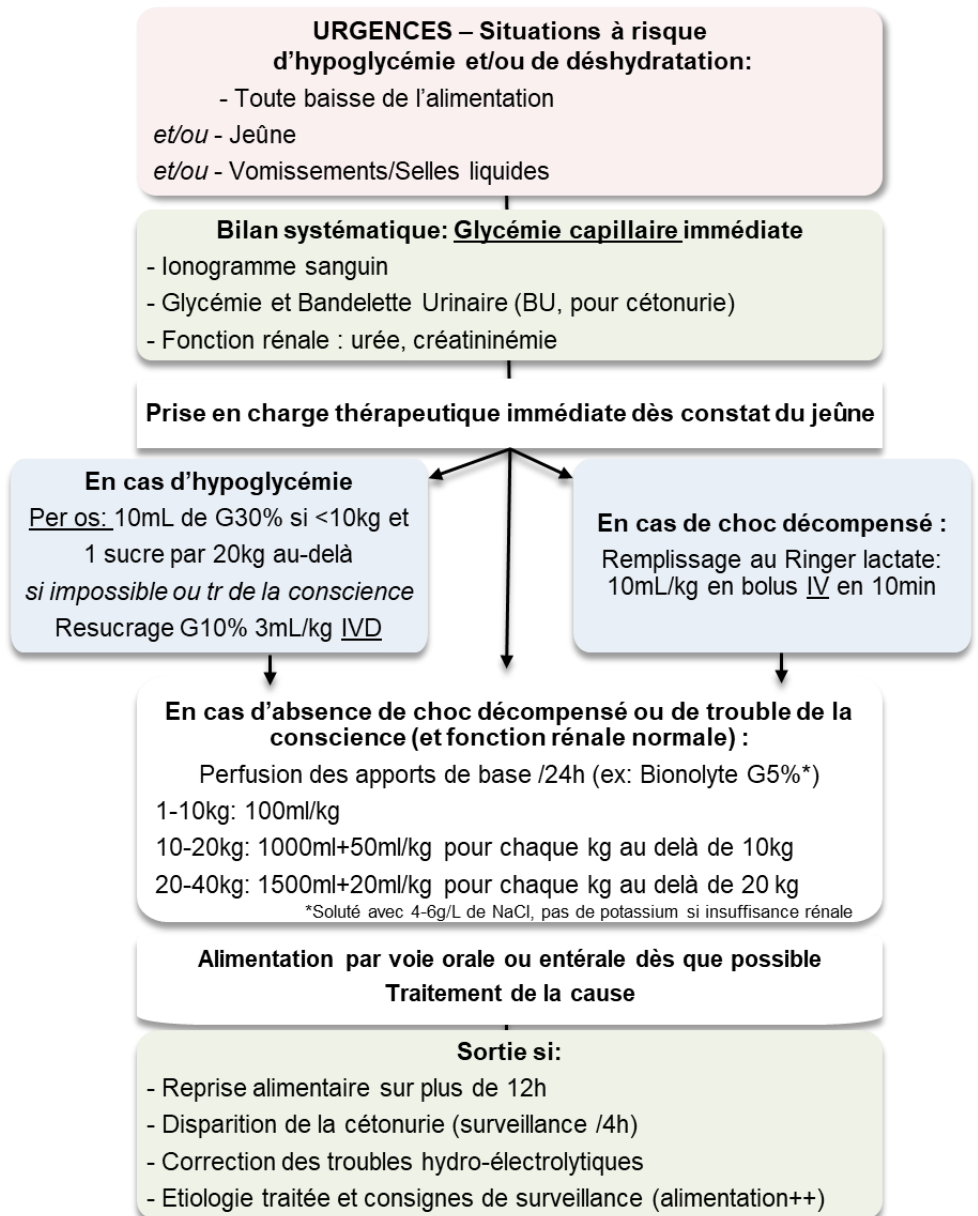 URGENCES – Situations à risque
d'hypoglycémie et/ou de déshydratation:
- Toute baisse de l'alimentation
et/ou - Jeûne
et/ou - Vomissements/Selles liquides
Bilan systématique: Glycémie capillaire immédiate
- Ionogramme sanguin
- Glycémie et Bandelette Urinaire (BU, pour cétonurie)
- Fonction rénale : urée, créatininémie
Prise en charge thérapeutique immédiate dès constat du jeûne
En cas d'hypoglycémie
Per os: 10mL de G30% si <10kg et
1 sucre par 20kg au-delà
si impossible ou tr de la conscience
Resucrage G10% 3mL/kg IVD
En cas de choc décompensé :
Remplissage au Ringer lactate:
10mL/kg en bolus IV en 10min
En cas d'absence de choc décompensé ou de trouble de la
conscience (et fonction rénale normale) :
Perfusion des apports de base /24h (ex: Bionolyte G5%*)
1-10kg: 100ml/kg
10-20kg: 1000ml+50ml/kg pour chaque kg au delà de 10kg
20-40kg: 1500ml+20ml/kg pour chaque kg au delà de 20 kg
*Soluté avec 4-6g/L de NaCl, pas de potassium si insuffisance rénale
Alimentation par voie orale ou entérale dès que possible
Traitement de la cause
Sortie si:
- Reprise alimentaire sur plus de 12h
- Disparition de la cétonurie (surveillance /4h)
- Correction des troubles hydro-électrolytiques
- Etiologie traitée et consignes de surveillance (alimentation++)